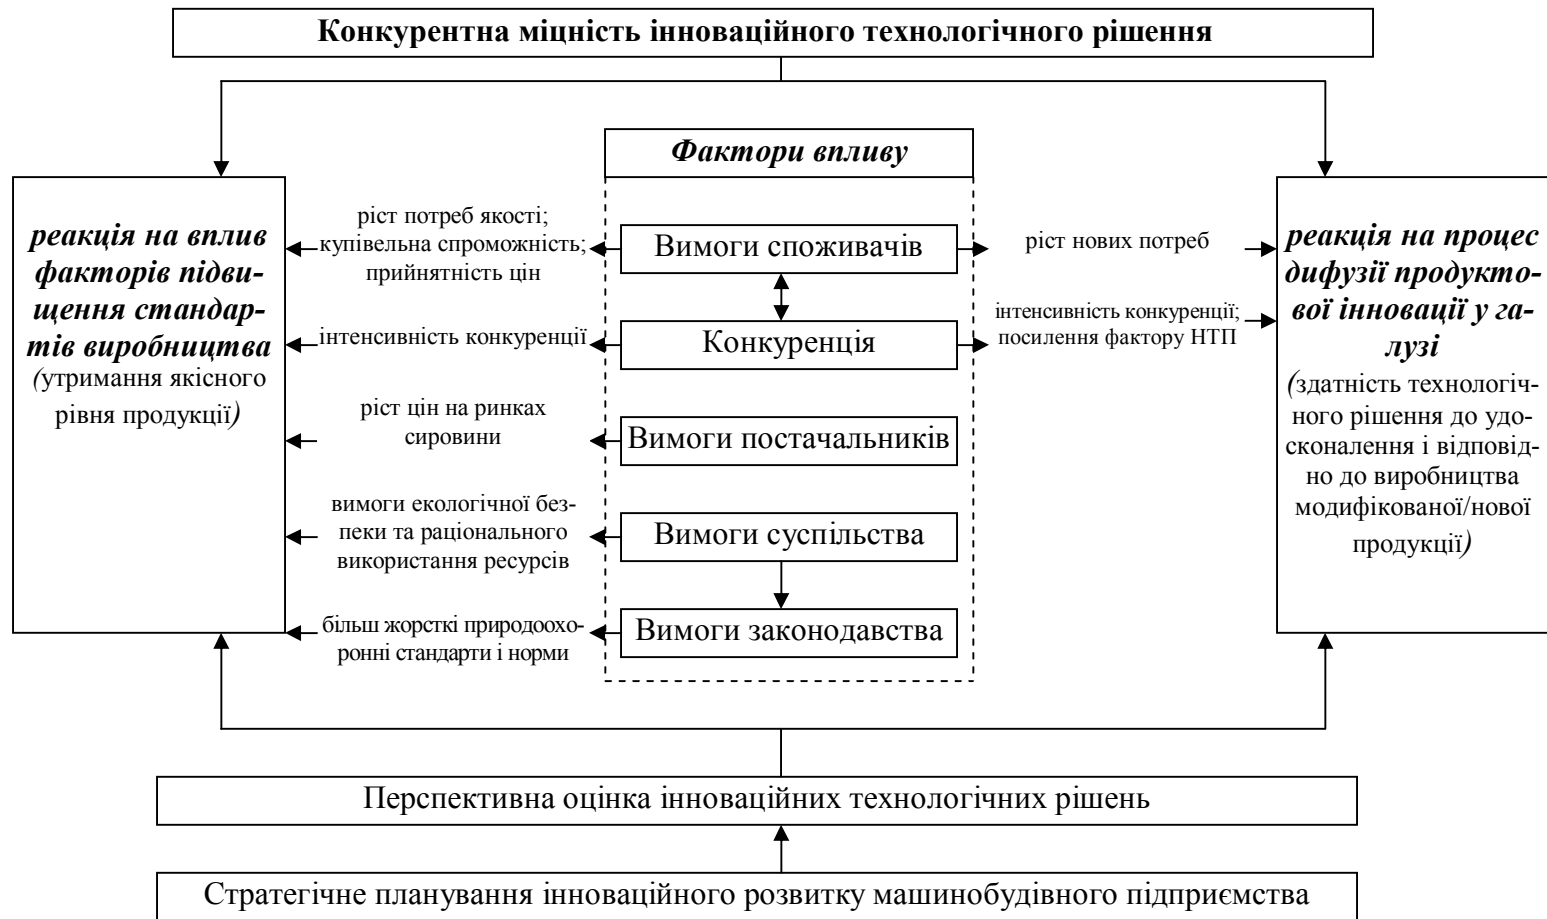 Конкурентна міцність інноваційного технологічного рішення
Фактори впливу
реакція на вплив
факторів підви-
щення стандар-
тів виробництва
(утримання якісного
рівня продукції)
ріст потреб якості;
купівельна спроможність;
прийнятність цін
Вимоги споживачів
ріст нових потреб
інтенсивність конкуренції
Конкуренція
інтенсивність конкуренції;
посилення фактору НТП
ріст цін на ринках
сировини
Вимоги постачальників
вимоги екологічної без-
пеки та раціонального
використання ресурсів
Вимоги суспільства
більш жорсткі природоохо-
ронні стандарти і норми
Вимоги законодавства
реакція на процес
дифузії продукто-
вої інновації у га-
лузі
(здатність технологіч-
ного рішення до удо-
сконалення і відповід-
но до виробництва
модифікованої/нової
продукції)
Перспективна оцінка інноваційних технологічних рішень
Стратегічне планування інноваційного розвитку машинобудівного підприємства